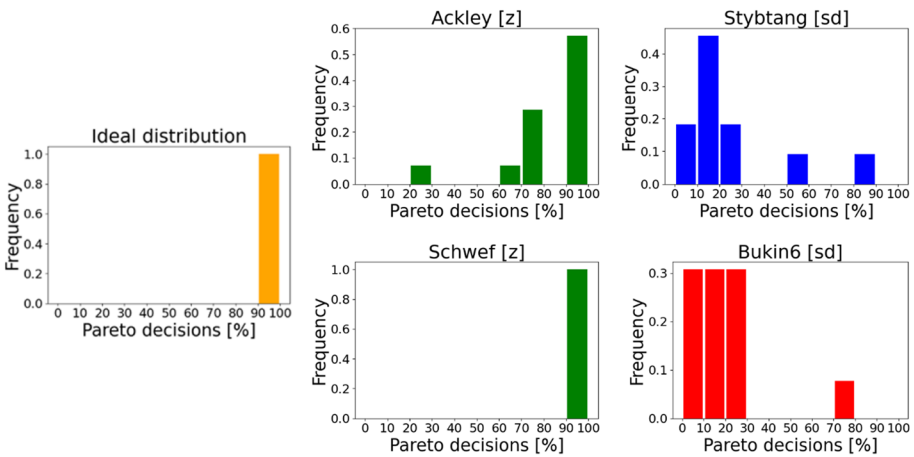 Ideal distribution
Frequency
1.0
0.8
0.6
0.4
0.2
0.0
0 10 20 30 40 50 60 70 80 90 100
Pareto decisions [%]
Ackley [z]
Frequency
0.6
0.5
0.4
0.3
0.2
0.1
0.0
0 10 20 30 40 50 60 70 80 90 100
Pareto decisions [%]
Stybtang [sd]
Frequency
0.4
0.3
0.2
0.1
0.0
0 10 20 30 40 50 60 70 80 90 100
Pareto decisions [%]
Schwef [z]
Frequency
1.0
0.8
0.6
0.4
0.2
0.0
0 10 20 30 40 50 60 70 80 90 100
Pareto decisions [%]
Bukin6 [sd]
Frequency
0.3
0.2
0.1
0.0
0 10 20 30 40 50 60 70 80 90 100
Pareto decisions [%]